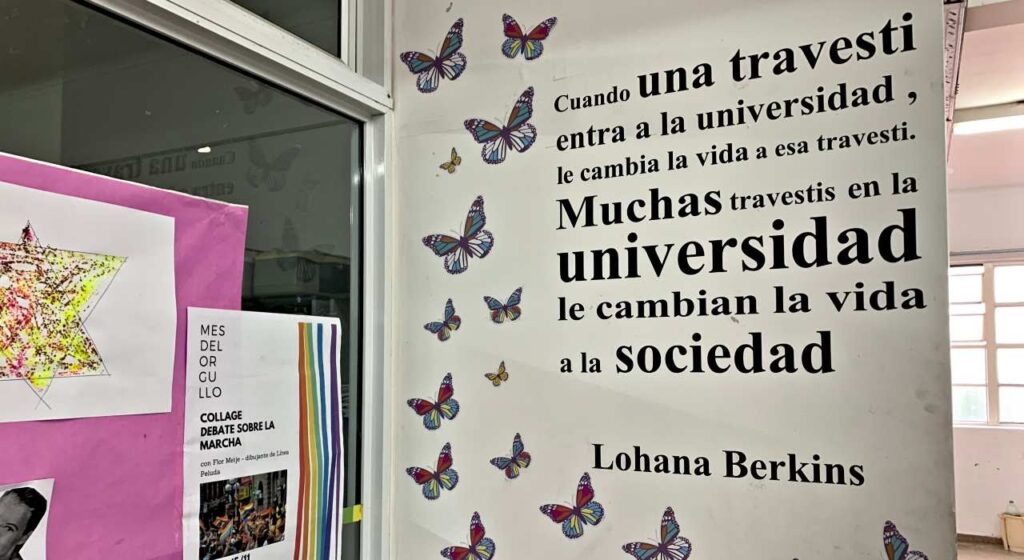 Cuando una travesti
entra a la universidad ,
le cambia la vida a esa travesti.
Muchas travestis en la
universidad
le cambian la vida
a la sociedad
Lohana Berkins
MES
DEL
OR
GU
LLO
COLLAGE
DEBATE SOBRE LA
MARCHA
con Flor Meije - dibujante de Línea
Peluda